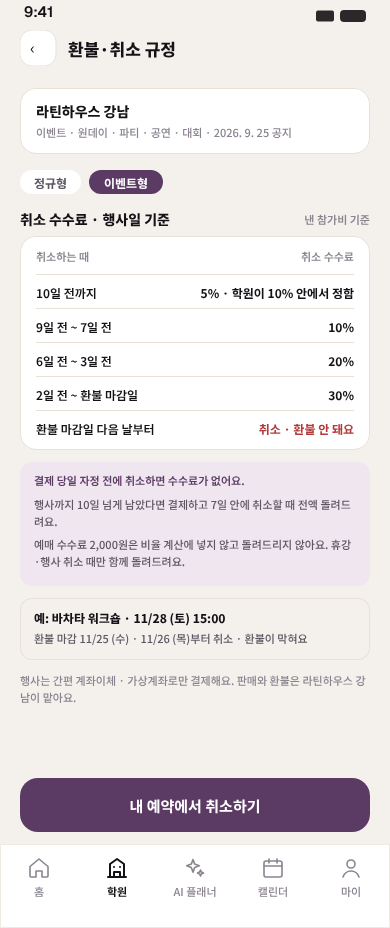 9:41
‹ 환불·취소 규정
라틴하우스 강남
이벤트 · 원데이 · 파티 · 공연 · 대회 · 2026. 9. 25 공지
정규형 이벤트형
취소 수수료 · 행사일 기준 낸 참가비 기준
취소하는 때 취소 수수료
10일 전까지 5% · 학원이 10% 안에서 정함
9일 전 ~ 7일 전 10%
6일 전 ~ 3일 전 20%
2일 전 ~ 환불 마감일 30%
환불 마감일 다음 날부터 취소 · 환불 안 돼요
결제 당일 자정 전에 취소하면 수수료가 없어요.
행사까지 10일 넘게 남았다면 결제하고 7일 안에 취소할 때 전액 돌려드
려요.
예매 수수료 2,000원은 비율 계산에 넣지 않고 돌려드리지 않아요. 휴강
·행사 취소 때만 함께 돌려드려요.
예: 바차타 워크숍 · 11/28 (토) 15:00
환불 마감 11/25 (수) · 11/26 (목)부터 취소 · 환불이 막혀요
행사는 간편 계좌이체 · 가상계좌로만 결제해요. 판매와 환불은 라틴하우스 강
남이 맡아요.
내 예약에서 취소하기
홈 학원 AI 플래너 캘린더 마이